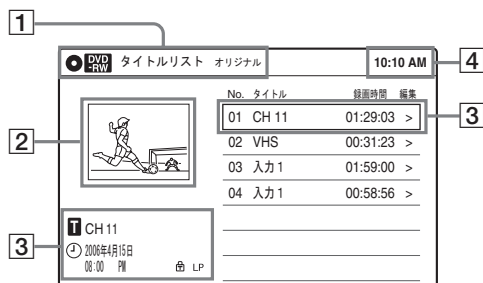 1
DVD -RW タイトルリスト オリジナル
10:10 AM
4
No. タイトル 録画時間 編集
01 CH 11 01:29:03 >
3
2
02 VHS 00:31:23 >
03 入力1 01:59:00 >
04 入力1 00:58:56 >
3
T CH 11
2006年4月15日
08:00 PM LP